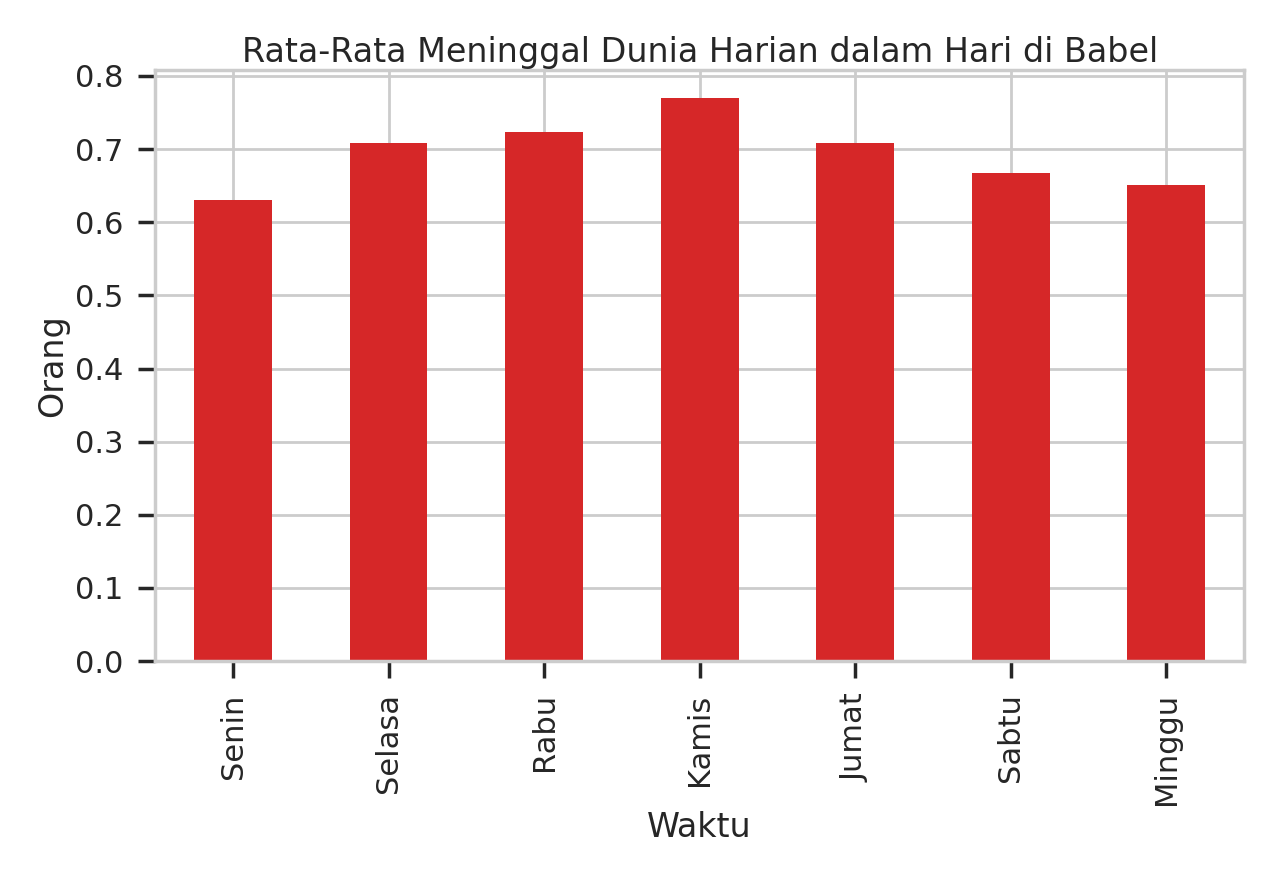 Rata-Rata Meninggal Dunia Harian dalam Hari di Babel
0.8
0.7
0.6
0.5
0.4
0.3
0.2
0.1
0.0
Orang
Senin
Selasa
Rabu
Kamis
Jumat
Sabtu
Minggu
Waktu